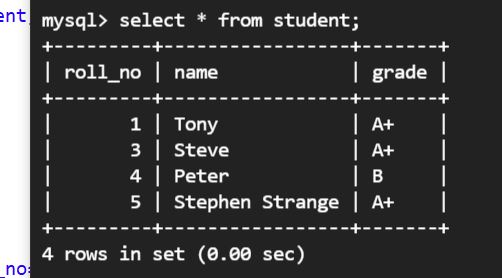 ent,
mysql> select * from student;
+---------+-----------------+-------+
| roll_no | name            | grade |
+---------+-----------------+-------+
|       1 | Tony            | A+    |
|       3 | Steve           | A+    |
|       4 | Peter           | B     |
|       5 | Stephen Strange | A+    |
+---------+-----------------+-------+
4 rows in set (0.00 sec)
_no=